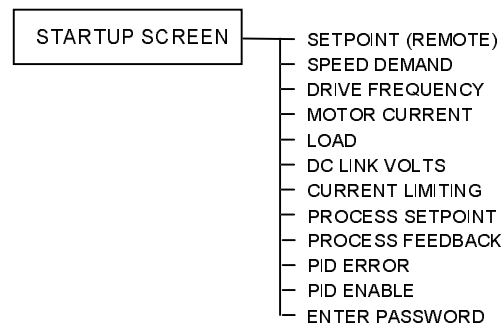 STARTUP SCREEN
SETPOINT (REMOTE)
SPEED DEMAND
DRIVE FREQUENCY
MOTOR CURRENT
LOAD
DC LINK VOLTS
CURRENT LIMITING
PROCESS SETPOINT
PROCESS FEEDBACK
PID ERROR
PID ENABLE
ENTER PASSWORD